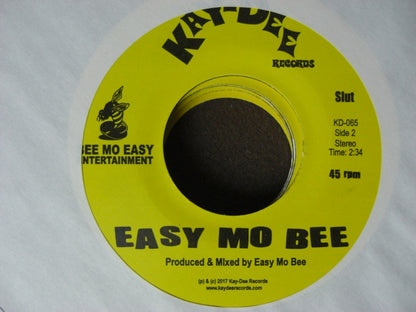 KAY-DEE
RECORDS
Slut
KD-065
Side 2
Stereo
Time: 2:34
BEE MO EASY
ENTERTAINMENT
45 rpm
EASY MO BEE
Produced & Mixed by Easy Mo Bee
(p) & (c) 2017 Kay-Dee Records
www.kaydeerecords.com